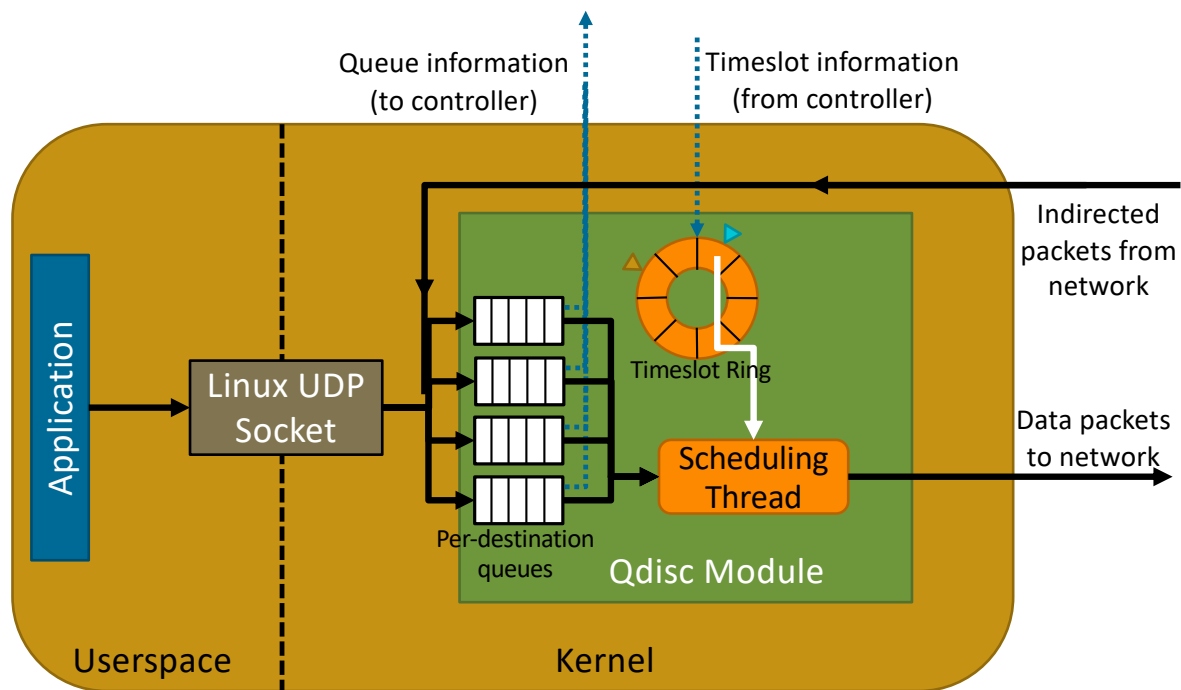 Queue information
(to controller)
Timeslot information
(from controller)
Indirected
packets from
network
Application
Linux UDP
Socket
Timeslot Ring
Data packets
to network
Scheduling
Thread
Per-destination
queues
Qdisc Module
Userspace
Kernel